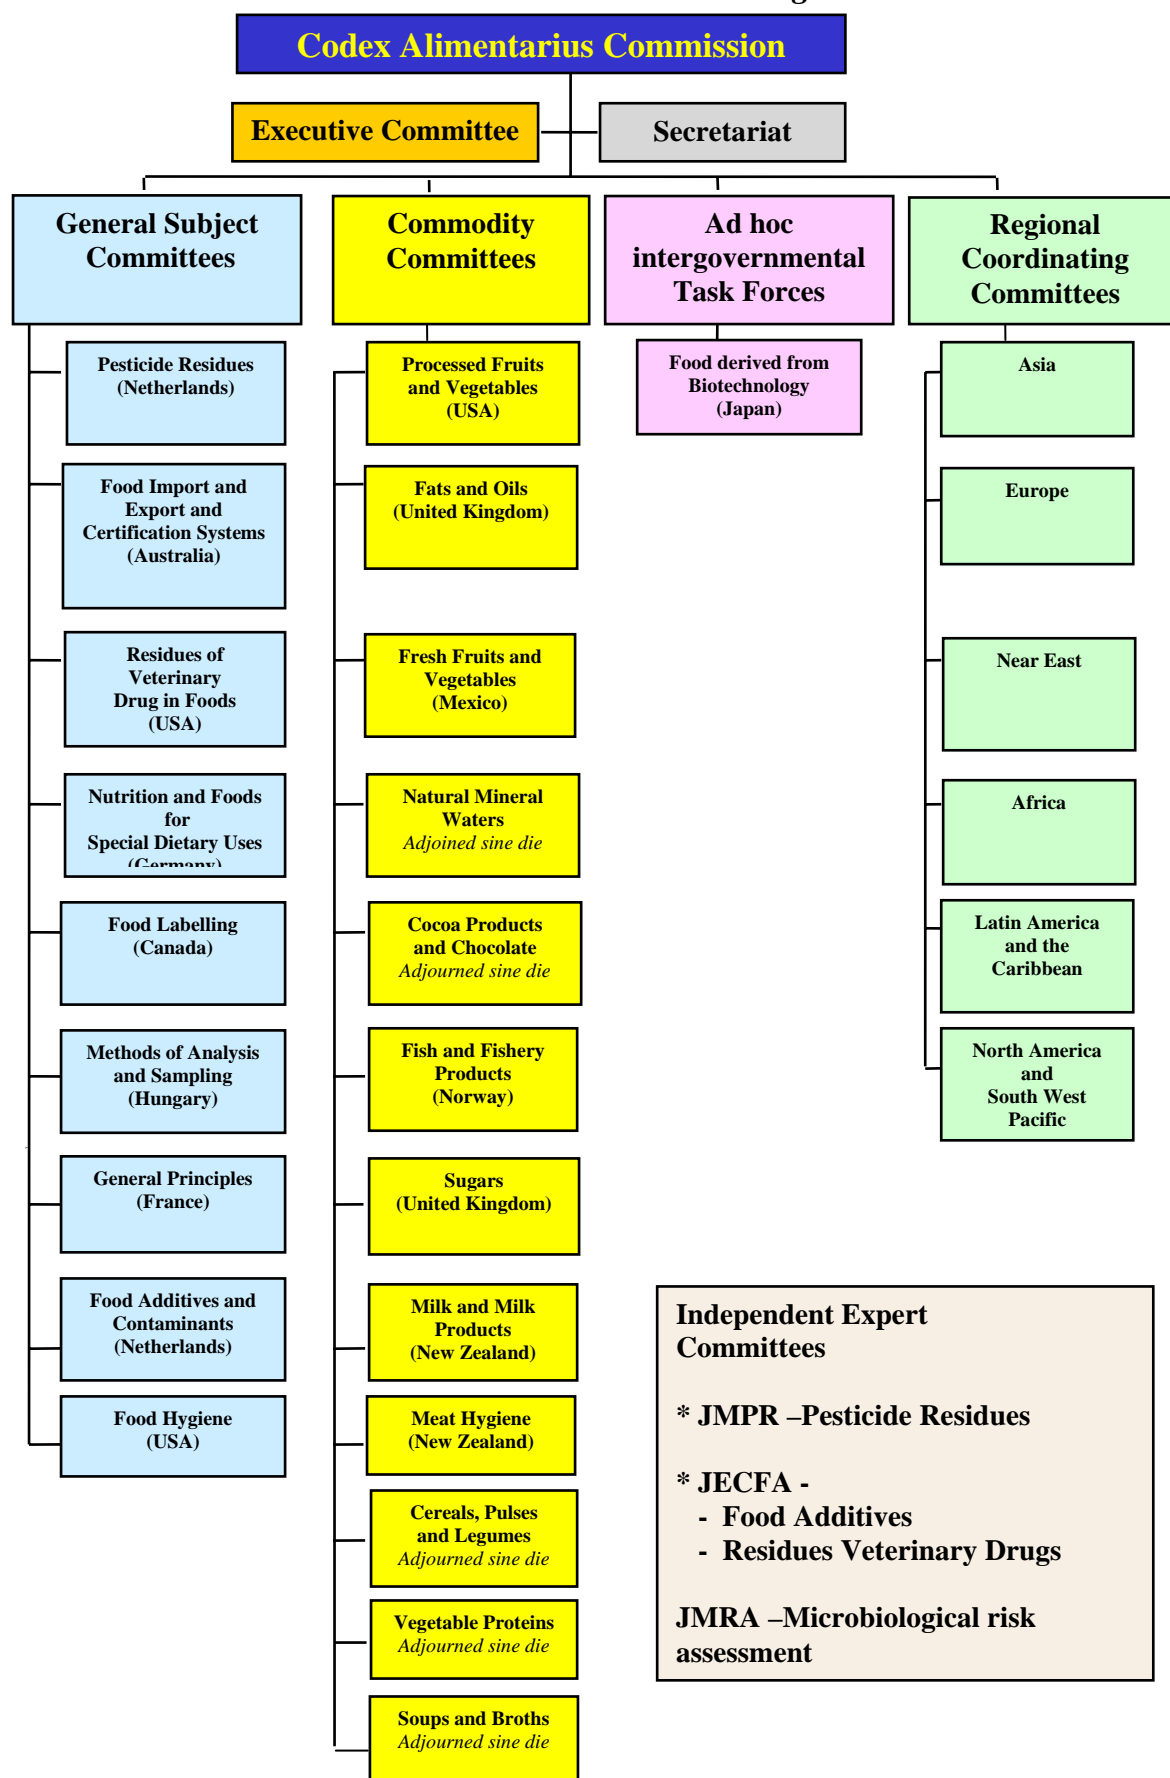 Codex Alimentarius Commission
Executive Committee
Secretariat
General Subject
Committees
Pesticide Residues
(Netherlands)
Food Import and
Export and
Certification Systems
(Australia)
Residues of
Veterinary
Drug in Foods
(USA)
Nutrition and Foods
for
Special Dietary Uses
(Germany)
Food Labelling
(Canada)
Methods of Analysis
and Sampling
(Hungary)
General Principles
(France)
Food Additives and
Contaminants
(Netherlands)
Food Hygiene
(USA)
Commodity
Committees
Processed Fruits
and Vegetables
(USA)
Fats and Oils
(United Kingdom)
Fresh Fruits and
Vegetables
(Mexico)
Natural Mineral
Waters
Adjoined sine die
Cocoa Products
and Chocolate
Adjourned sine die
Fish and Fishery
Products
(Norway)
Sugars
(United Kingdom)
Milk and Milk
Products
(New Zealand)
Meat Hygiene
(New Zealand)
Cereals, Pulses
and Legumes
Adjourned sine die
Vegetable Proteins
Adjourned sine die
Soups and Broths
Adjourned sine die
Ad hoc
intergovernmental
Task Forces
Food derived from
Biotechnology
(Japan)
Regional
Coordinating
Committees
Asia
Europe
Near East
Africa
Latin America
and the
Caribbean
North America
and
South West
Pacific
Independent Expert
Committees
* JMPR –Pesticide Residues
* JECFA -
- Food Additives
- Residues Veterinary Drugs
JMRA –Microbiological risk
assessment